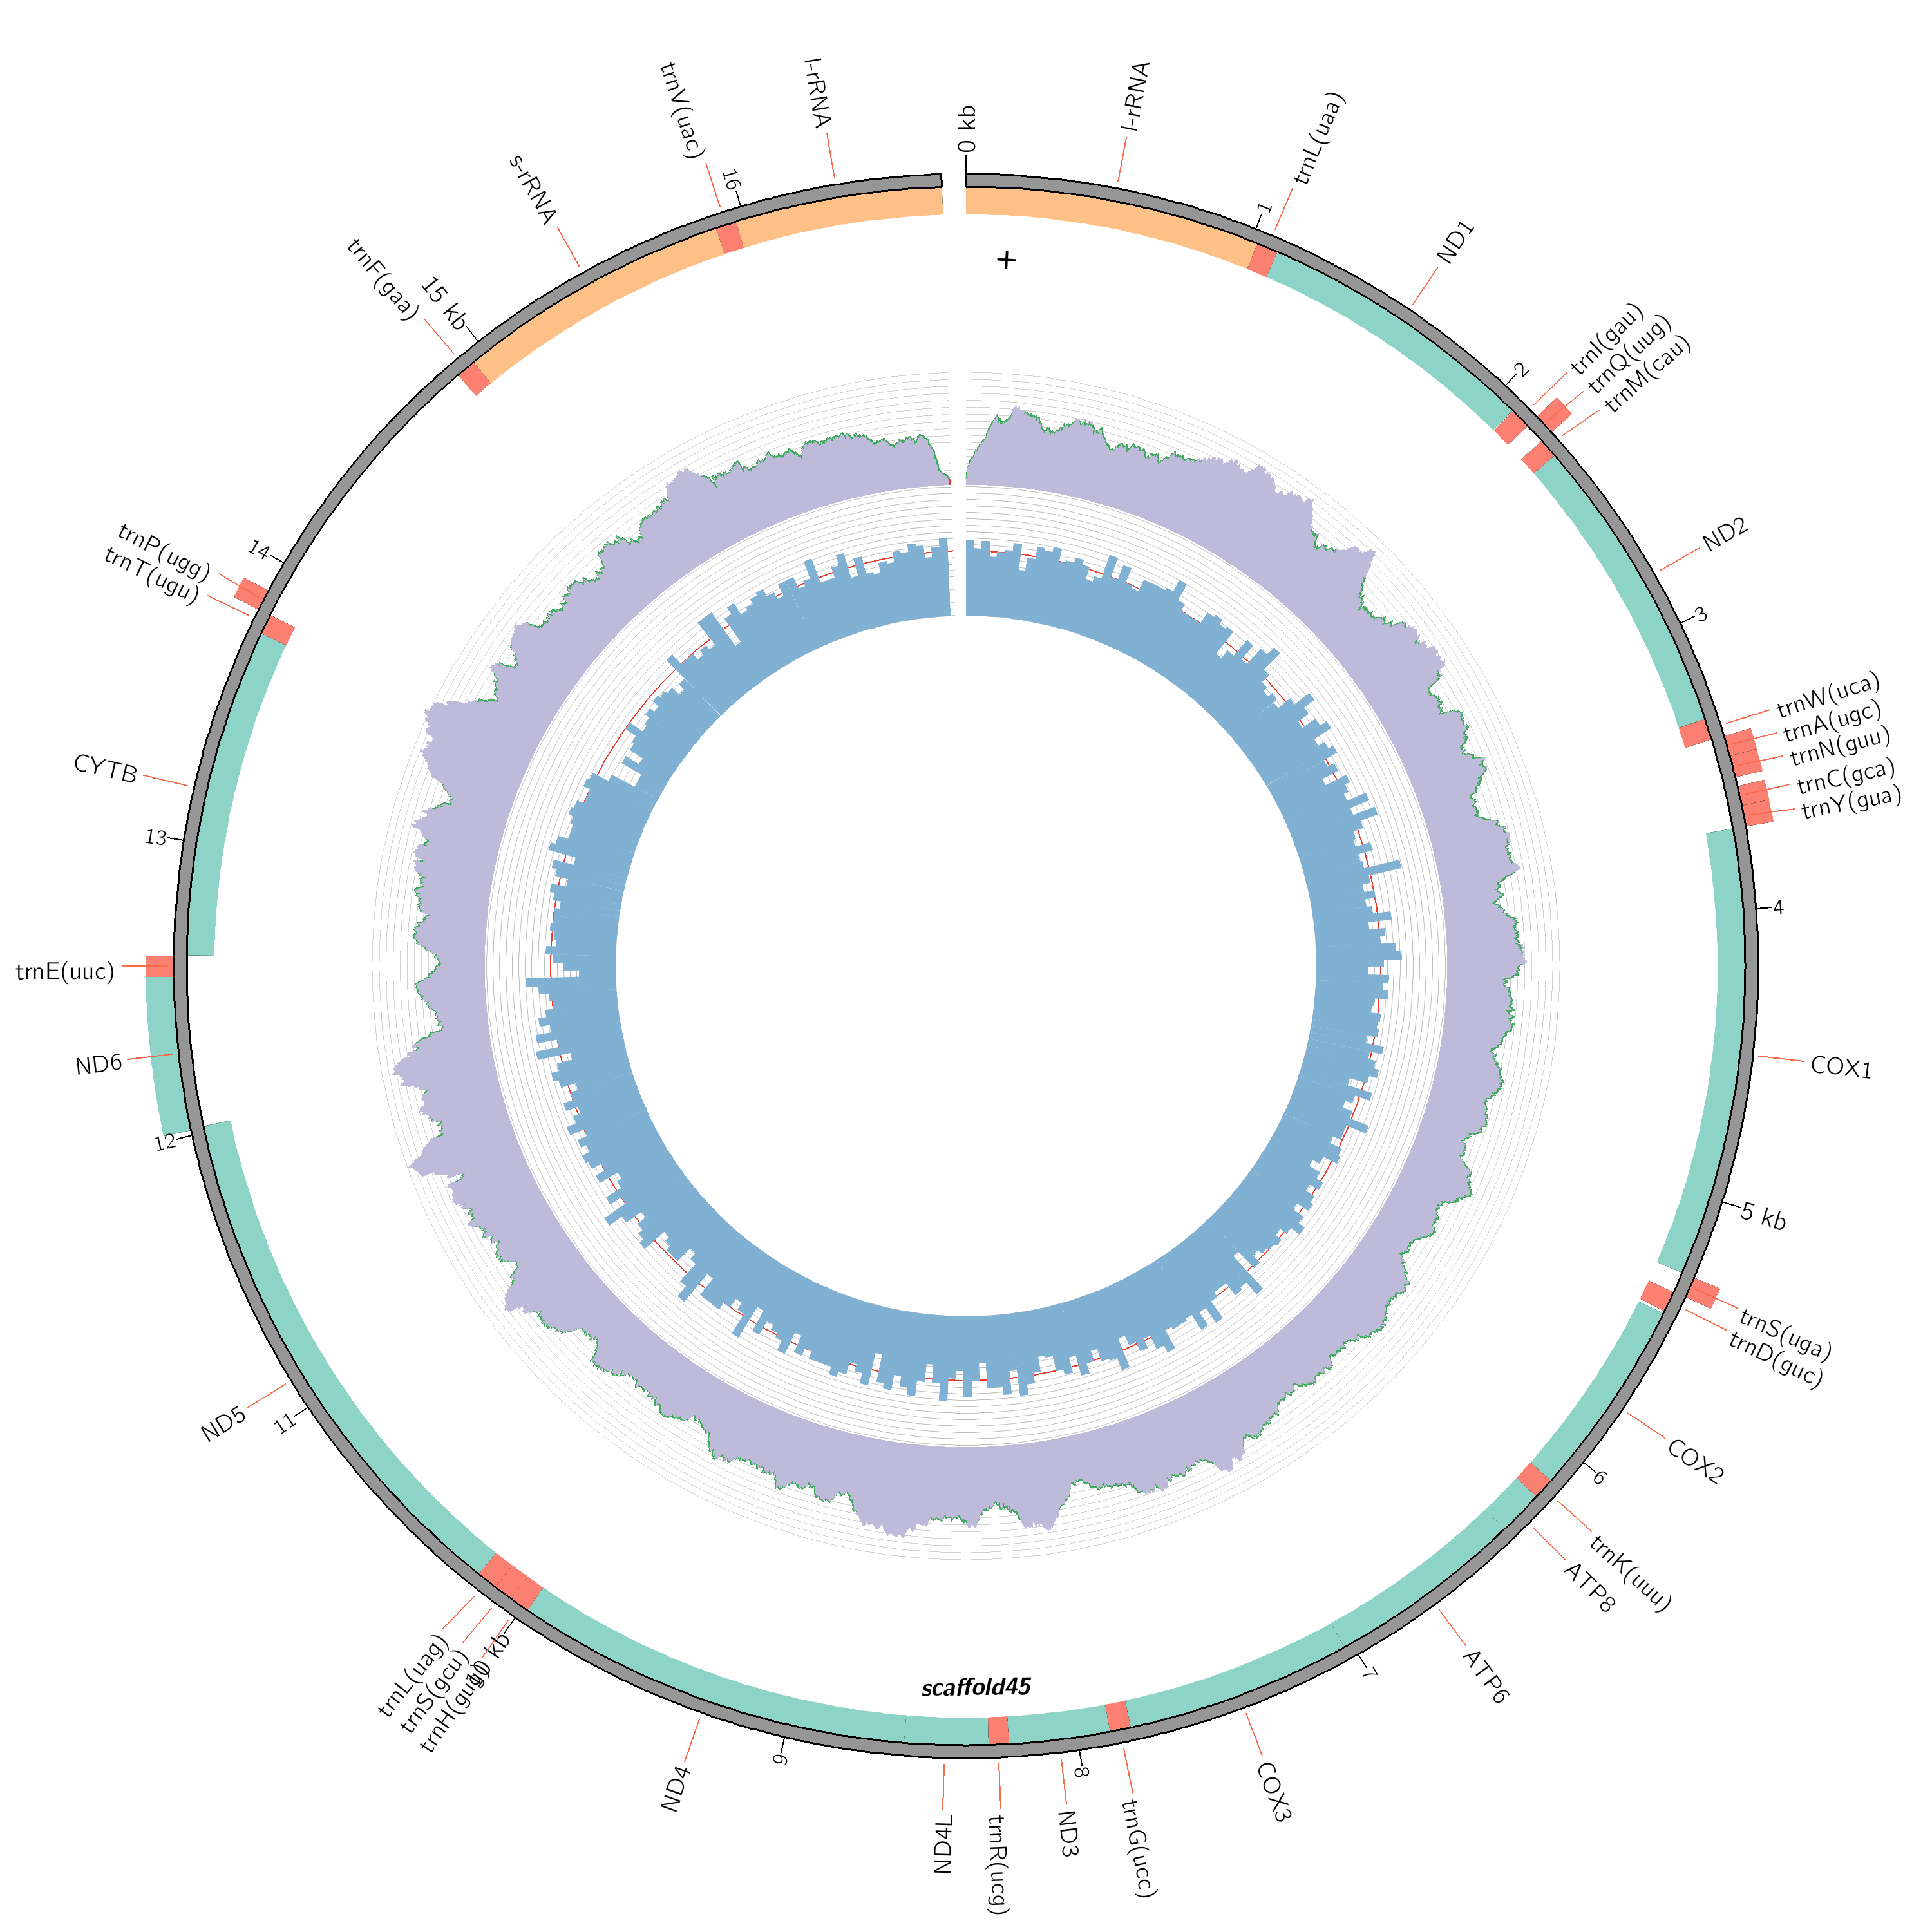 0 kb
l-rRNA
1
trnL(uaa)
ND1
2
trnI(gau)
trnQ(uug)
trnM(cau)
ND2
3
trnW(uca)
trnA(ugc)
trnN(guu)
trnC(gca)
trnY(gua)
4
COX1
5 kb
trnS(uga)
trnD(guc)
COX2
6
trnK(uuu)
ATP8
ATP6
7
COX3
trnG(ucc)
8
ND3
trnR(ucg)
ND4L
9
ND4
10 kb
trnH(gug)
trnS(gcu)
trnL(uag)
11
ND5
12
ND6
trnE(uuc)
13
CYTB
trnT(ugu)
trnP(ugg)
14
trnF(gaa)
15 kb
s-rRNA
trnV(uac)
16
l-rRNA
+
scaffold45